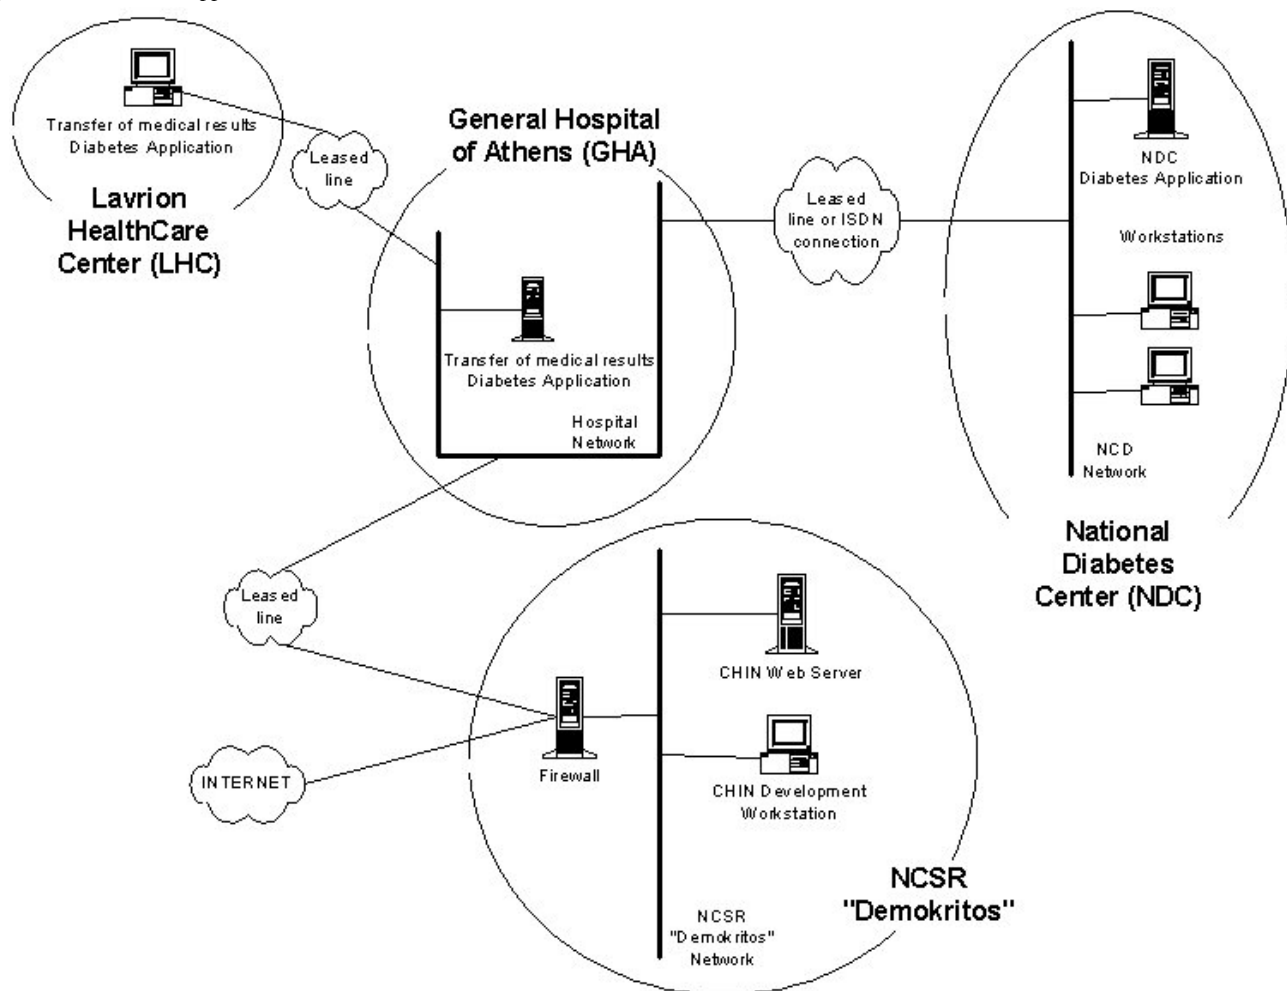 Transfer of medical results
Diabetes Application
Lavrion
HealthCare
Center (LHC)
Leased
line
General Hospital
of Athens (GHA)
Transfer of medical results
Diabetes Application
Hospital
Network
Leased
line or ISDN
connection
NDC
Diabetes Application
Workstations
NCD
Network
National
Diabetes
Center (NDC)
Leased
line
INTERNET
Firewall
CHIN Web Server
CHIN Development
Workstation
NCSR
"Demokritos"
Network
NCSR
"Demokritos"